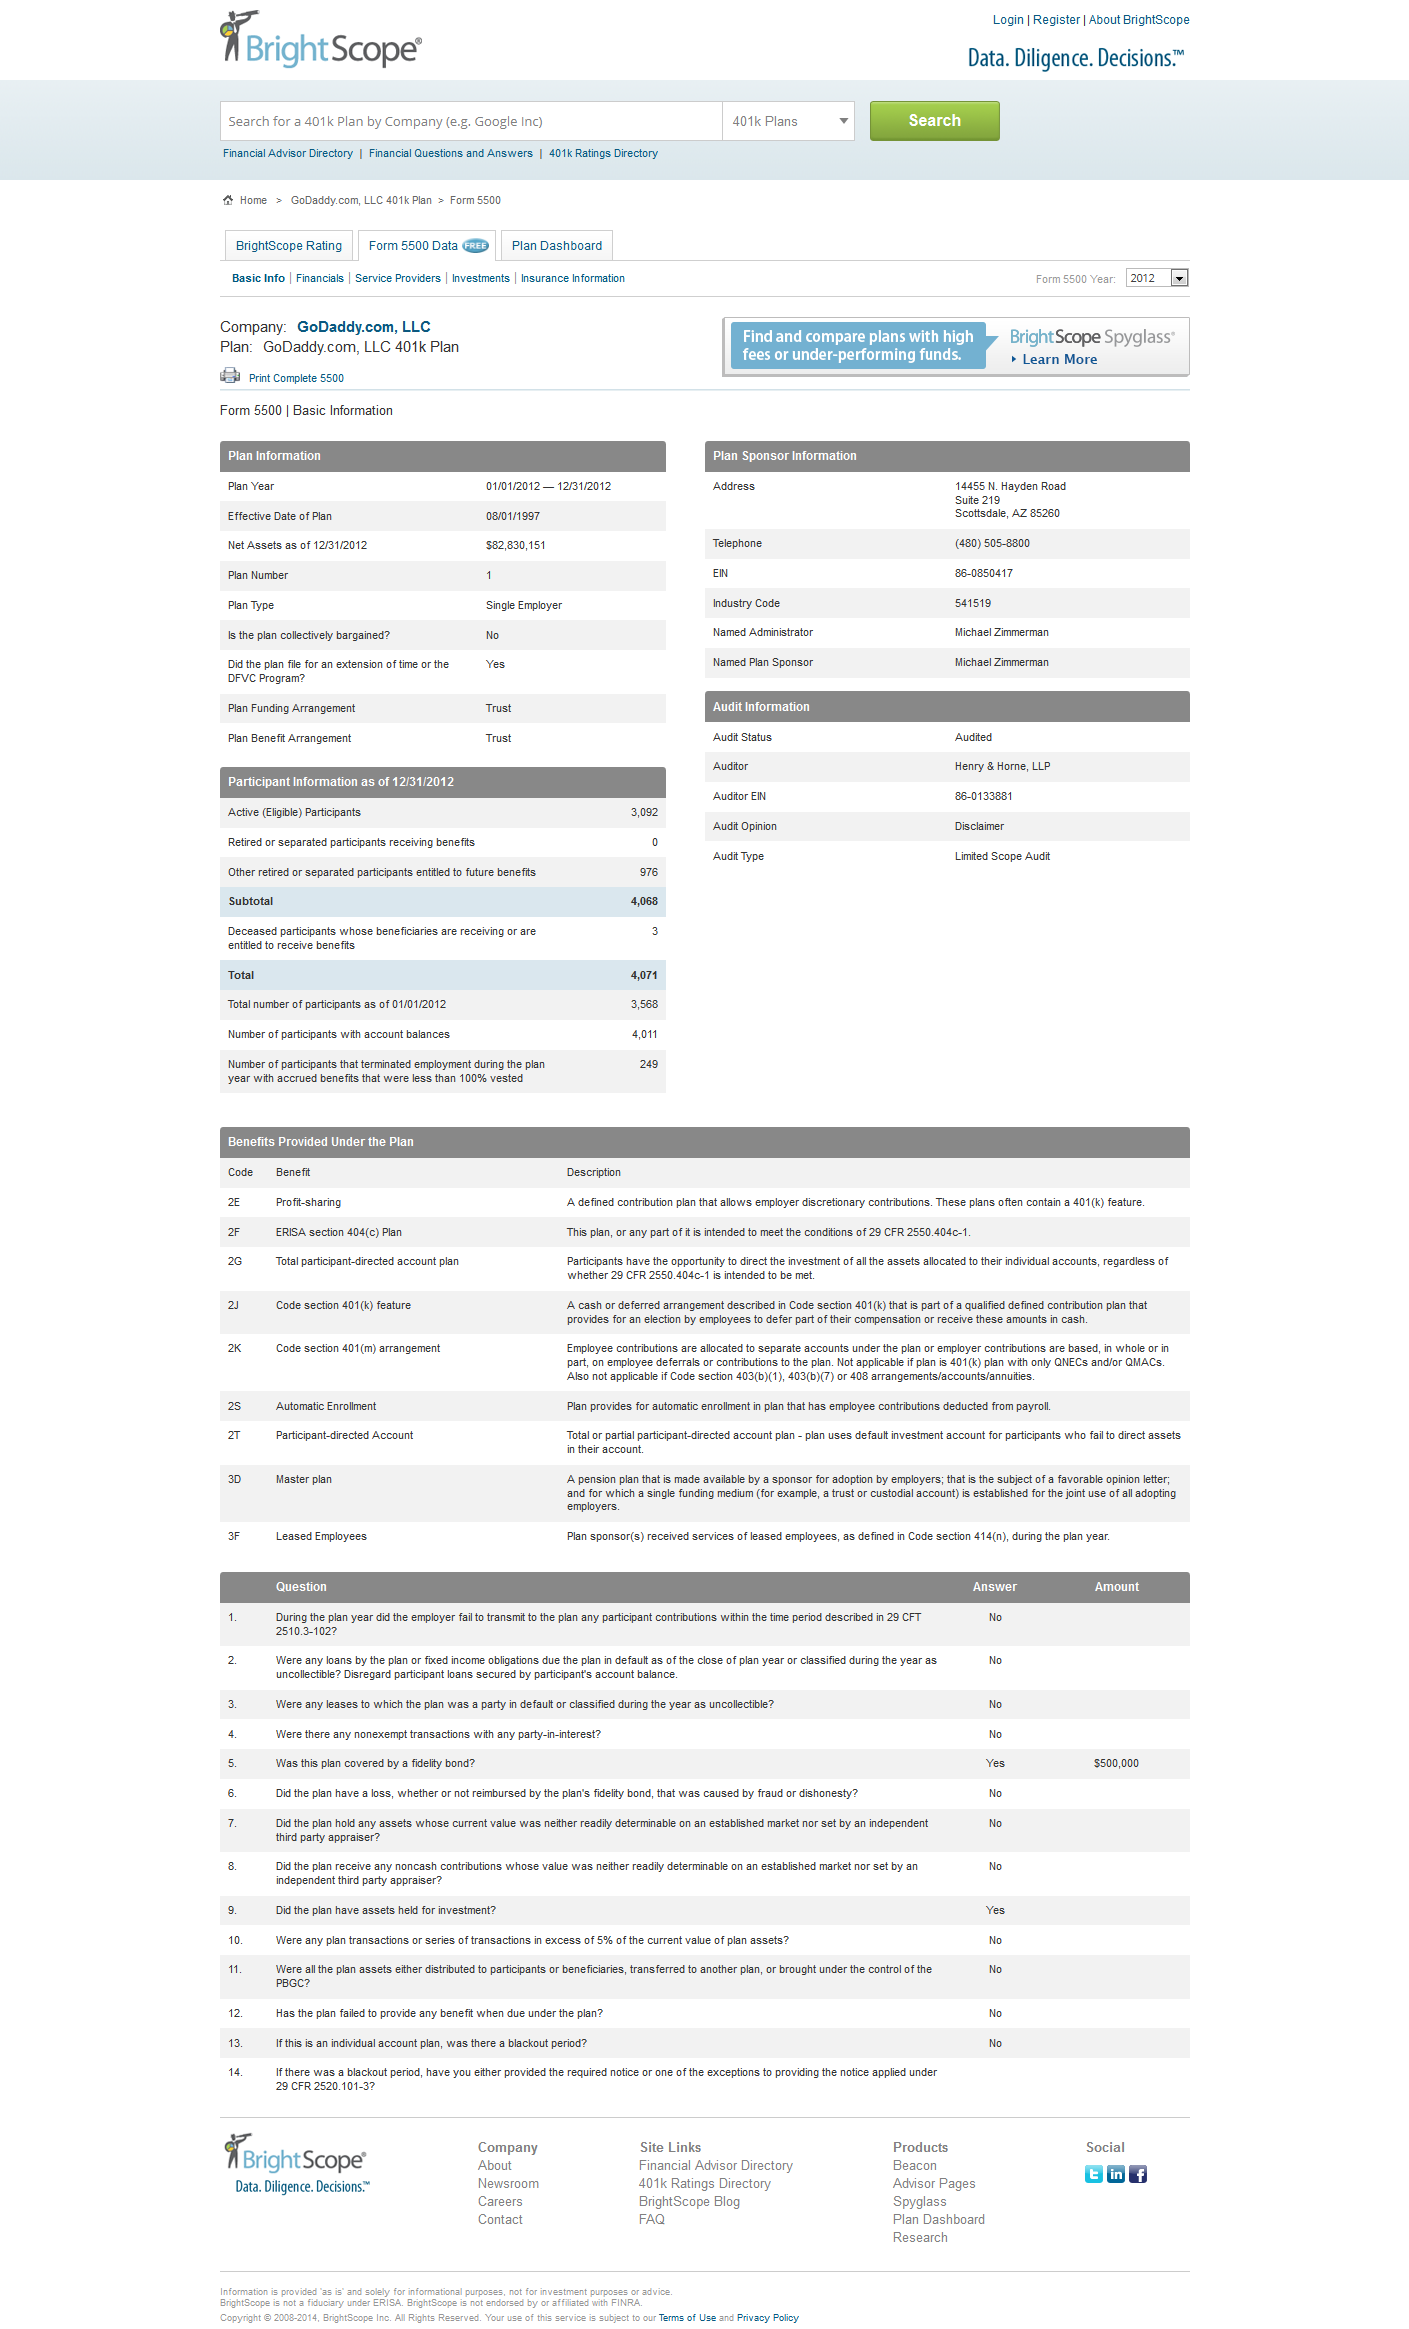 Login | Register | About BrightScope
BrightScope®
Data. Diligence. Decisions.™
Search for a 401k Plan by Company (e.g. Google Inc) 401k Plans Search
Financial Advisor Directory | Financial Questions and Answers | 401k Ratings Directory
Home > GoDaddy.com, LLC 401k Plan > Form 5500
BrightScope Rating Form 5500 Data FREE Plan Dashboard
Basic Info | Financials | Service Providers | Investments | Insurance Information Form 5500 Year: 2012
Company: GoDaddy.com, LLC
Plan: GoDaddy.com, LLC 401k Plan
Print Complete 5500
Find and compare plans with high
fees or under-performing funds.
BrightScope Spyglass®
Learn More
Form 5500 | Basic Information
Plan Information
Plan Year 01/01/2012 — 12/31/2012
Effective Date of Plan 08/01/1997
Net Assets as of 12/31/2012 $82,830,151
Plan Number 1
Plan Type Single Employer
Is the plan collectively bargained? No
Did the plan file for an extension of time or the Yes
DFVC Program?
Plan Funding Arrangement Trust
Plan Benefit Arrangement Trust
Participant Information as of 12/31/2012
Active (Eligible) Participants 3,092
Retired or separated participants receiving benefits 0
Other retired or separated participants entitled to future benefits 976
Subtotal 4,068
Deceased participants whose beneficiaries are receiving or are 3
entitled to receive benefits
Total 4,071
Total number of participants as of 01/01/2012 3,568
Number of participants with account balances 4,011
Number of participants that terminated employment during the plan 249
year with accrued benefits that were less than 100% vested
Plan Sponsor Information
Address 14455 N. Hayden Road
Suite 219
Scottsdale, AZ 85260
Telephone (480) 505-8800
EIN 86-0850417
Industry Code 541519
Named Administrator Michael Zimmerman
Named Plan Sponsor Michael Zimmerman
Audit Information
Audit Status Audited
Auditor Henry & Horne, LLP
Auditor EIN 86-0133881
Audit Opinion Disclaimer
Audit Type Limited Scope Audit
Benefits Provided Under the Plan
Code Benefit Description
2E Profit-sharing A defined contribution plan that allows employer discretionary contributions. These plans often contain a 401(k) feature.
2F ERISA section 404(c) Plan This plan, or any part of it is intended to meet the conditions of 29 CFR 2550.404c-1.
2G Total participant-directed account plan Participants have the opportunity to direct the investment of all the assets allocated to their individual accounts, regardless of
whether 29 CFR 2550.404c-1 is intended to be met.
2J Code section 401(k) feature A cash or deferred arrangement described in Code section 401(k) that is part of a qualified defined contribution plan that
provides for an election by employees to defer part of their compensation or receive these amounts in cash.
2K Code section 401(m) arrangement Employee contributions are allocated to separate accounts under the plan or employer contributions are based, in whole or in
part, on employee deferrals or contributions to the plan. Not applicable if plan is 401(k) plan with only QNECs and/or QMACs.
Also not applicable if Code section 403(b)(1), 403(b)(7) or 408 arrangements/accounts/annuities.
2S Automatic Enrollment Plan provides for automatic enrollment in plan that has employee contributions deducted from payroll.
2T Participant-directed Account Total or partial participant-directed account plan - plan uses default investment account for participants who fail to direct assets
in their account.
3D Master plan A pension plan that is made available by a sponsor for adoption by employers; that is the subject of a favorable opinion letter;
and for which a single funding medium (for example, a trust or custodial account) is established for the joint use of all adopting
employers.
3F Leased Employees Plan sponsor(s) received services of leased employees, as defined in Code section 414(n), during the plan year.
Question Answer Amount
1. During the plan year did the employer fail to transmit to the plan any participant contributions within the time period described in 29 CFT No
2510.3-102?
2. Were any loans by the plan or fixed income obligations due the plan in default as of the close of plan year or classified during the year as No
uncollectible? Disregard participant loans secured by participant's account balance.
3. Were any leases to which the plan was a party in default or classified during the year as uncollectible? No
4. Were there any nonexempt transactions with any party-in-interest? No
5. Was this plan covered by a fidelity bond? Yes $500,000
6. Did the plan have a loss, whether or not reimbursed by the plan's fidelity bond, that was caused by fraud or dishonesty? No
7. Did the plan hold any assets whose current value was neither readily determinable on an established market nor set by an independent No
third party appraiser?
8. Did the plan receive any noncash contributions whose value was neither readily determinable on an established market nor set by an No
independent third party appraiser?
9. Did the plan have assets held for investment? Yes
10. Were any plan transactions or series of transactions in excess of 5% of the current value of plan assets? No
11. Were all the plan assets either distributed to participants or beneficiaries, transferred to another plan, or brought under the control of the No
PBGC?
12. Has the plan failed to provide any benefit when due under the plan? No
13. If this is an individual account plan, was there a blackout period? No
14. If there was a blackout period, have you either provided the required notice or one of the exceptions to providing the notice applied under
29 CFR 2520.101-3?
BrightScope®
Data. Diligence. Decisions.™
Company
About
Newsroom
Careers
Contact
Site Links
Financial Advisor Directory
401k Ratings Directory
BrightScope Blog
FAQ
Products
Beacon
Advisor Pages
Spyglass
Plan Dashboard
Research
Social
t in f
Information is provided 'as is' and solely for informational purposes, not for investment purposes or advice.
BrightScope is not a fiduciary under ERISA. BrightScope is not endorsed by or affiliated with FINRA.
Copyright © 2008-2014, BrightScope Inc. All Rights Reserved. Your use of this service is subject to our Terms of Use and Privacy Policy